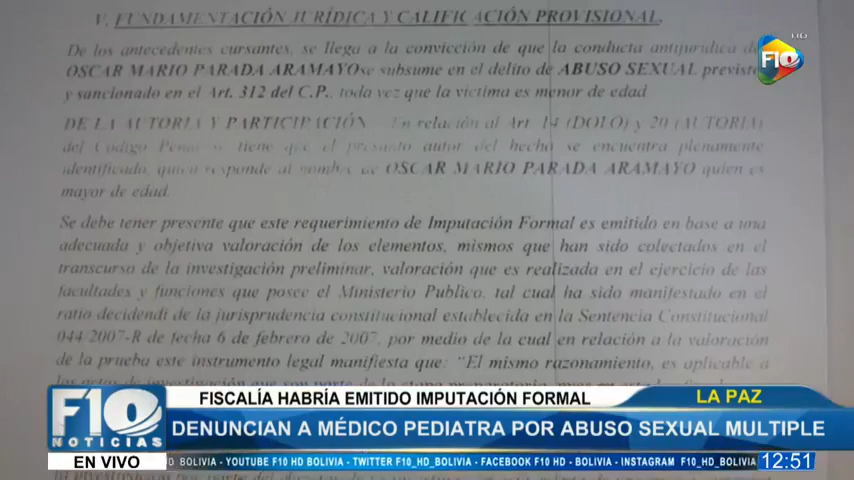 V. FUNDAMENTACIÓN JURÍDICA Y CALIFICACIÓN PROVISIONAL.
De los antecedentes cursantes, se llega a la convicción de que la conducta antijurídica de
OSCAR MARIO PARADA ARAMAYOse subsume en el delito de ABUSO SEXUAL previsto
y sancionado en el Art. 312 del C.P., toda vez que la victima es menor de edad
DE LA AUTORIA Y PARTICIPACIÓN. En relación al Art. 14 (DOLO) y 20 (AUTORIA)
del Codigo Penal se tiene que el presunto autor del hecho se encuentra plenamente
identificado, quien responde al nombre de OSCAR MARIO PARADA ARAMAYO quien es
mayor de edad.
Se debe tener presente que este requerimiento de Imputación Formal es emitido en base a una
adecuada y objetiva valoración de los elementos, mismos que han sido colectados en el
transcurso de la investigación preliminar, valoración que es realizada en el ejercicio de las
facultades y funciones que posee el Ministerio Publico, tal cual ha sido manifestado en el
ratio decidendi de la jurisprudencia constitucional establecida en la Sentencia Constitucional
044/2007-R de fecha 6 de febrero de 2007, por medio de la cual en relación a la valoración
de la prueba este instrumento legal manifiesta que: "El mismo razonamiento, es aplicable a
HD
F10
FISCALÍA HABRÍA EMITIDO IMPUTACIÓN FORMAL
LA PAZ
F10
NOTICIAS
DENUNCIAN A MÉDICO PEDIATRA POR ABUSO SEXUAL MULTIPLE
EN VIVO
BOLIVIA - YOUTUBE F10 HD BOLIVIA - TWITTER F10_HD_BOLIVIA - FACEBOOK F10 HD BOLIVIA - INSTAGRAM F10_HD_BOLIVIA
12:51